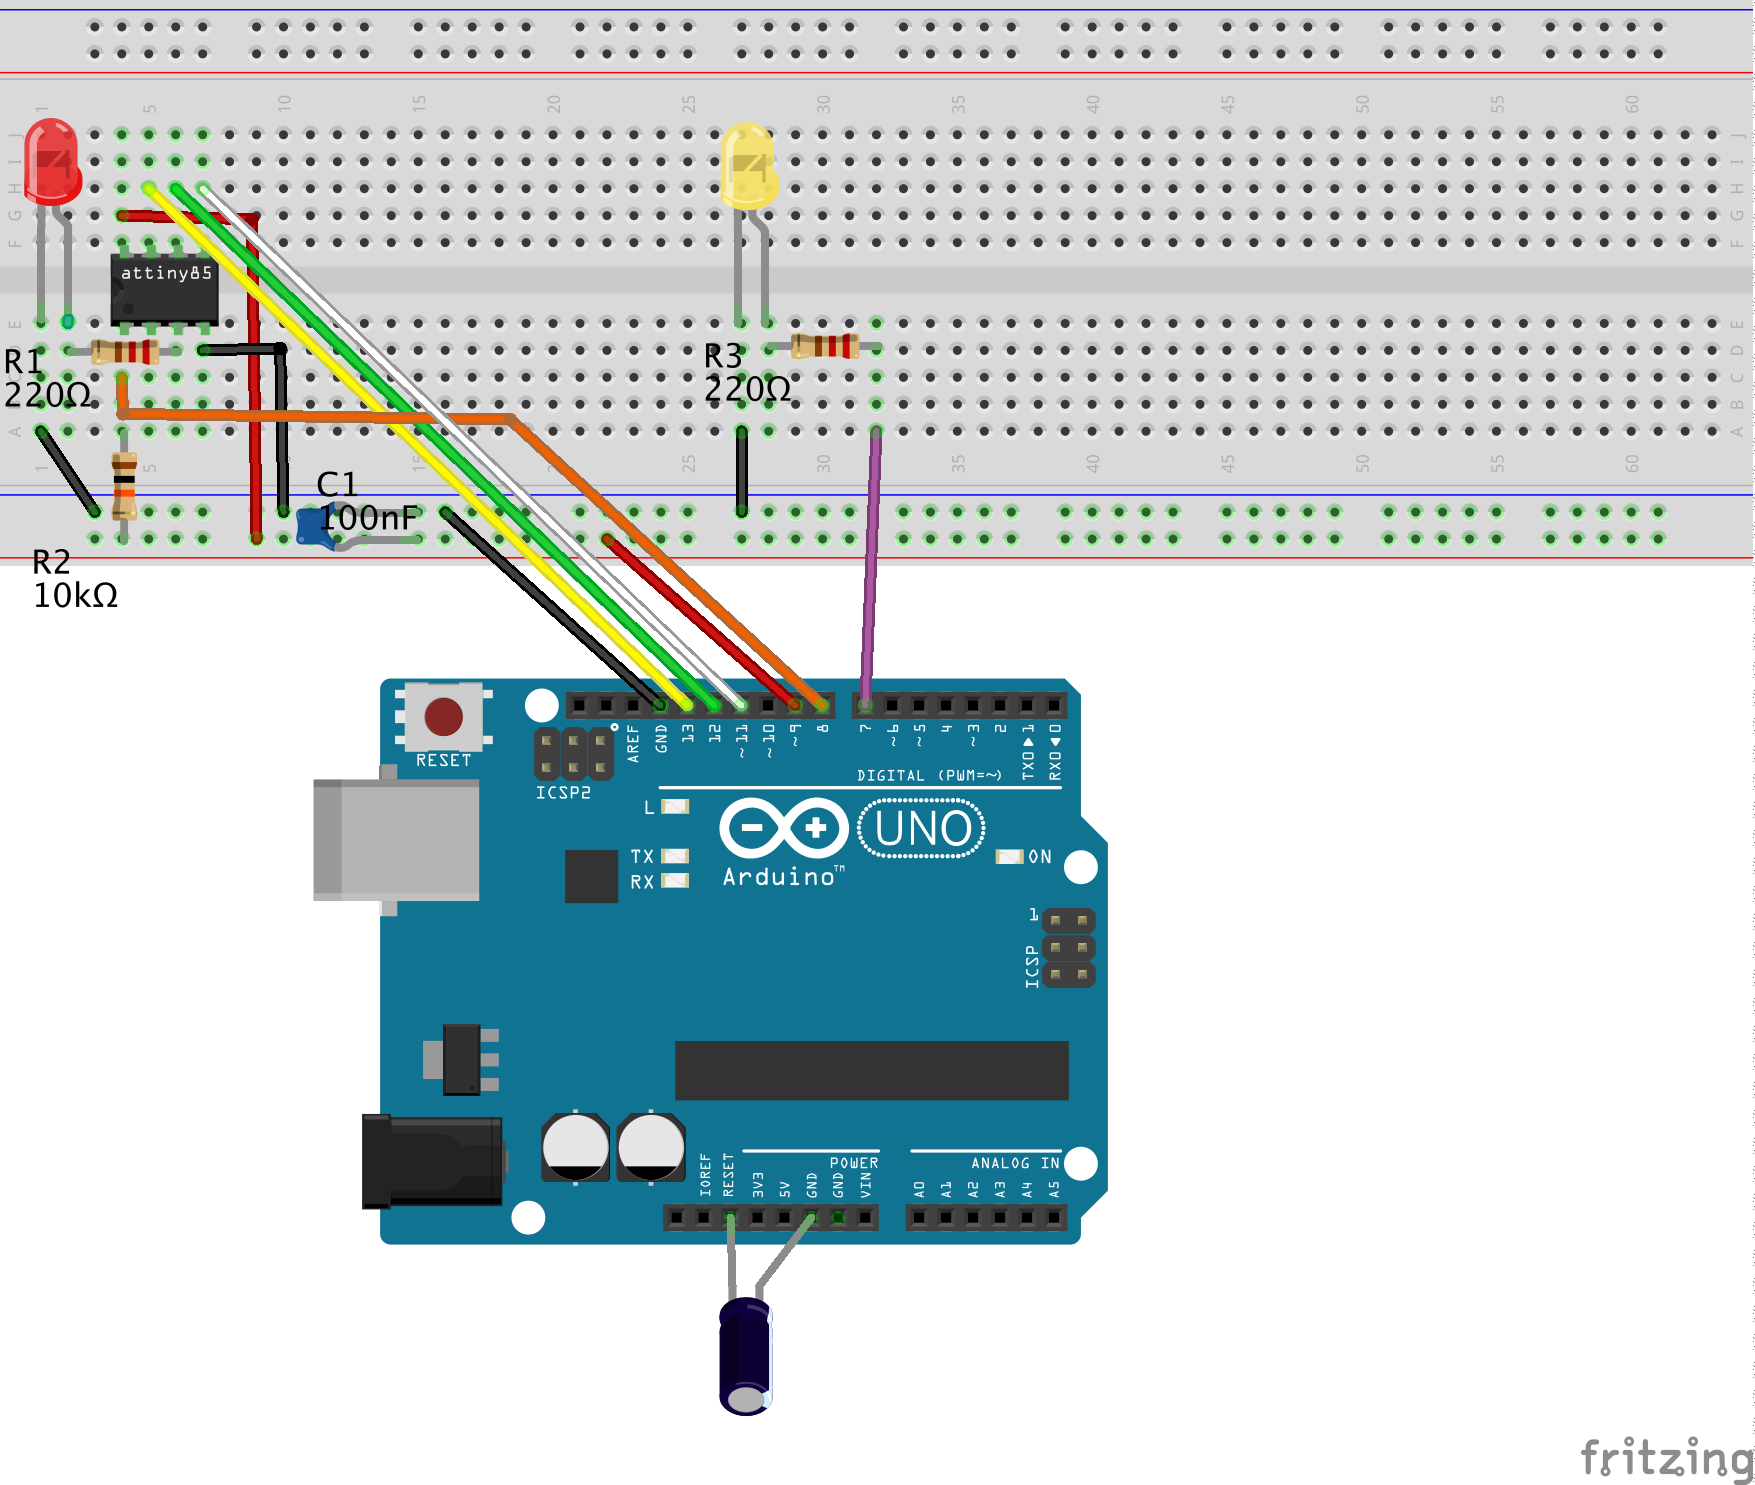 1 5 10 15 20 25 30 35 40 45 50 55 60
J J
I I
H H
G G
F F
attiny85
E E
D D
R1
220Ω
R3
220Ω
C C
B B
A A
1 5 15 25 30 35 40 45 50 55 60
C1
100nF
R2
10kΩ
RESET
AREF GND 13 12 ~11 ~10 ~9 8 7 ~6 ~5 4 ~3 2 TX0▶1 RX0◀0
DIGITAL (PWM=~)
ICSP2
L
UNO
TX
RX
ON
Arduino™
1
ICSP
POWER
ANALOG IN
IOREF RESET 3V3 5V GND GND VIN A0 A1 A2 A3 A4 A5
fritzing